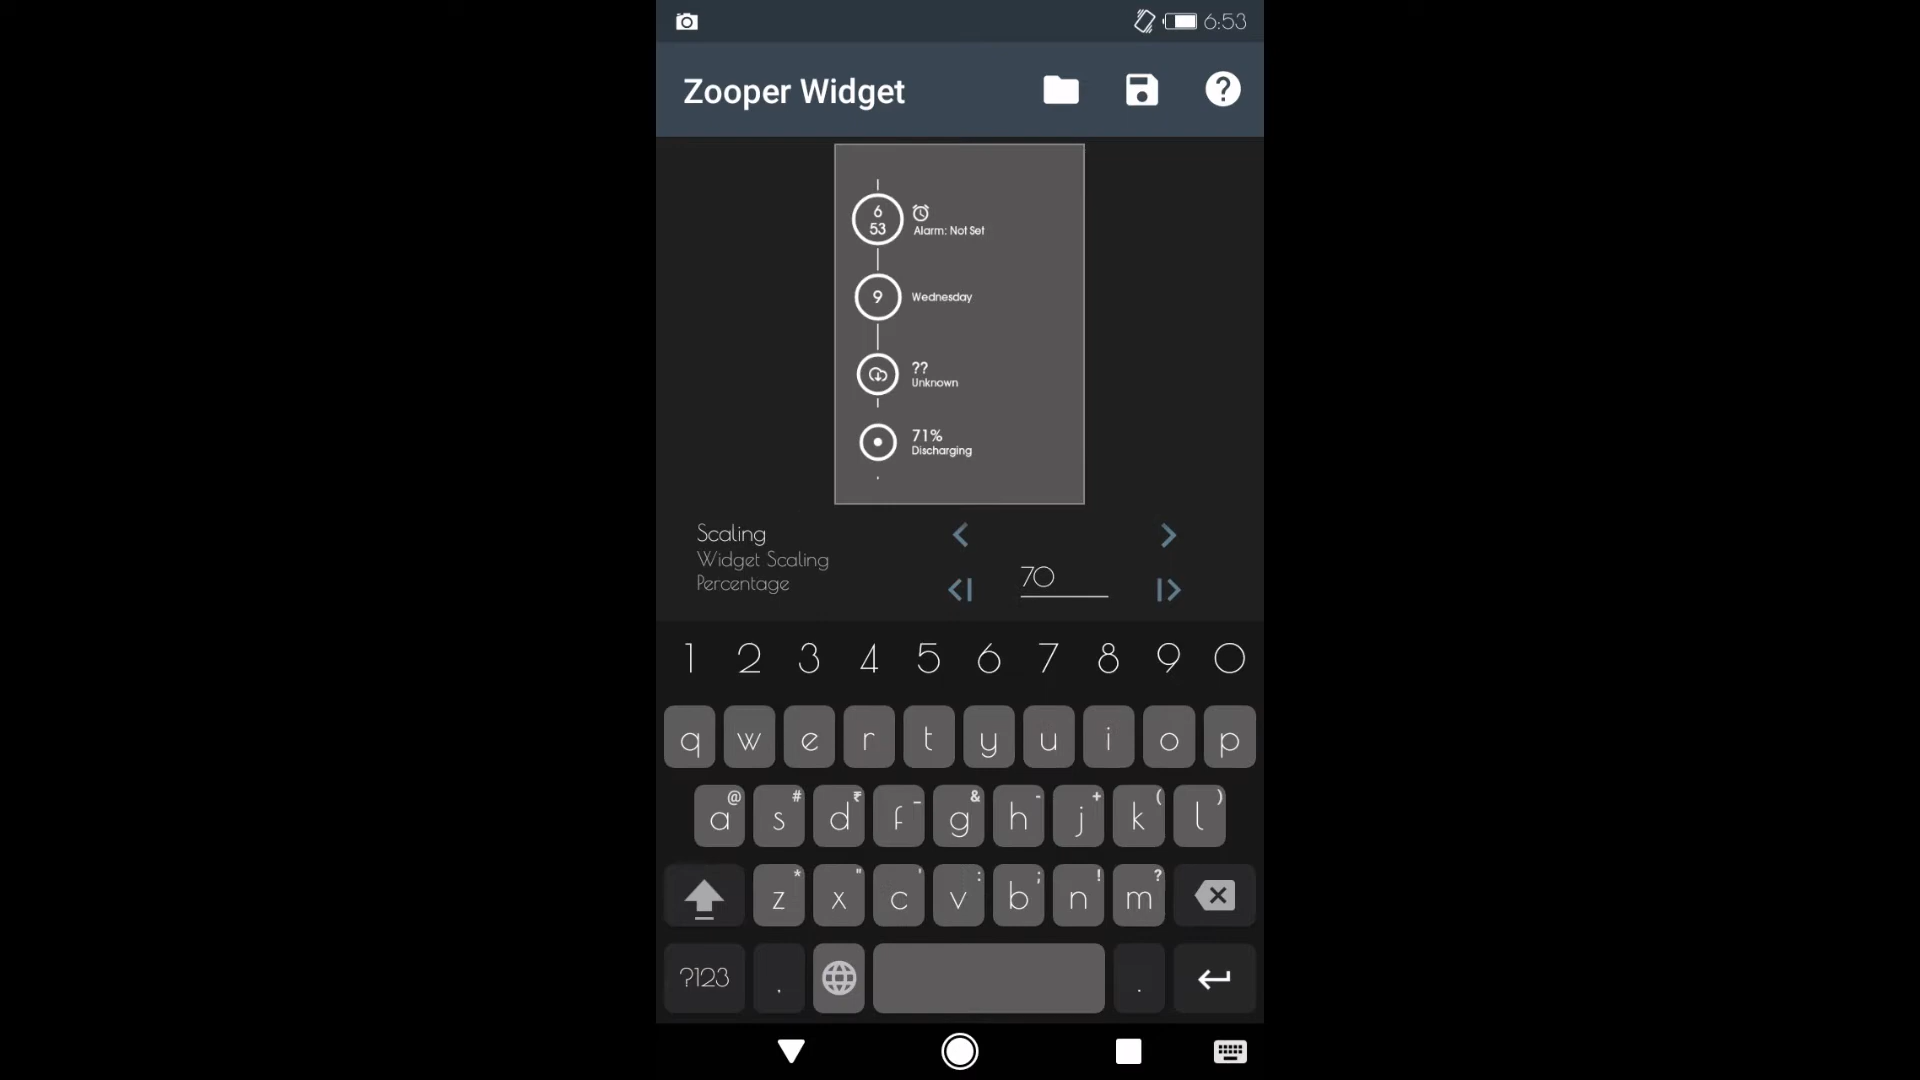 6:53
Zooper Widget
6
53
Alarm: Not Set
9
Wednesday
??
Unknown
71%
Discharging
Scaling
Widget Scaling
Percentage
70
1 2 3 4 5 6 7 8 9 0
q w e r t y u i o p
@ # ₹ _ & - + ( )
a s d f g h j k l
* " ' : ; ! ?
z x c v b n m
?123 , .